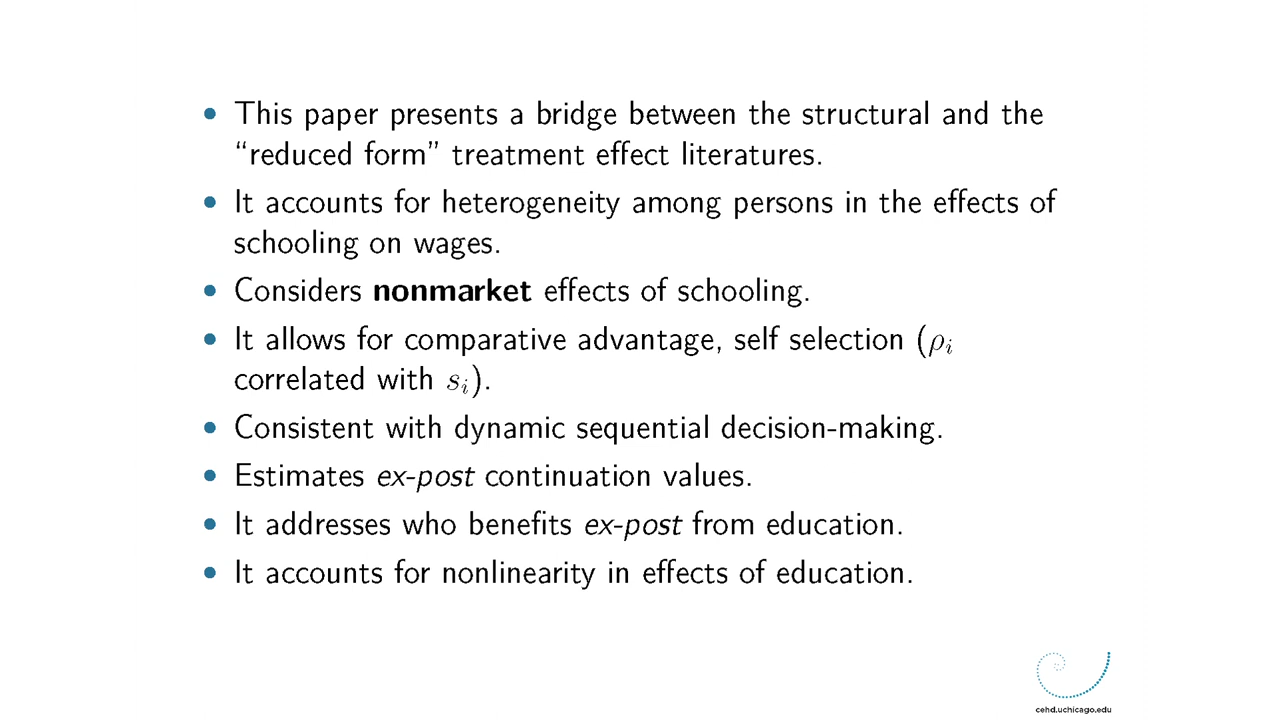 • This paper presents a bridge between the structural and the
“reduced form” treatment effect literatures.
• It accounts for heterogeneity among persons in the effects of
schooling on wages.
• Considers nonmarket effects of schooling.
• It allows for comparative advantage, self selection (ρᵢ
correlated with sᵢ).
• Consistent with dynamic sequential decision-making.
• Estimates ex-post continuation values.
• It addresses who benefits ex-post from education.
• It accounts for nonlinearity in effects of education.
cehd.uchicago.edu